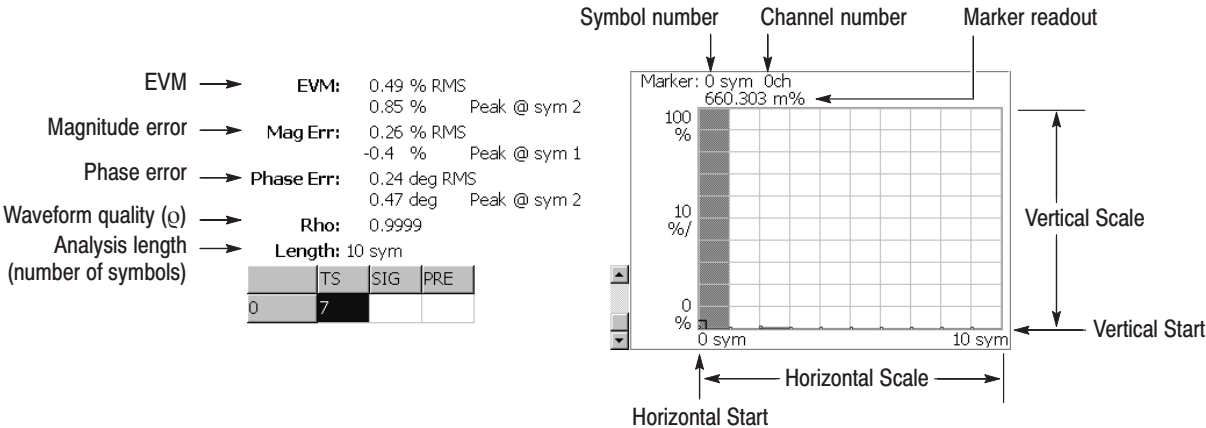 Symbol number Channel number Marker readout
EVM EVM: 0.49 % RMS
0.85 % Peak @ sym 2
Magnitude error Mag Err: 0.26 % RMS
-0.4 % Peak @ sym 1
Phase error Phase Err: 0.24 deg RMS
0.47 deg Peak @ sym 2
Waveform quality (ϱ) Rho: 0.9999
Analysis length
(number of symbols) Length: 10 sym
TS SIG PRE
0 7
Marker: 0 sym 0ch
660.303 m%
100
%
10
%/
0
%
0 sym 10 sym
Vertical Scale
Vertical Start
Horizontal Scale
Horizontal Start